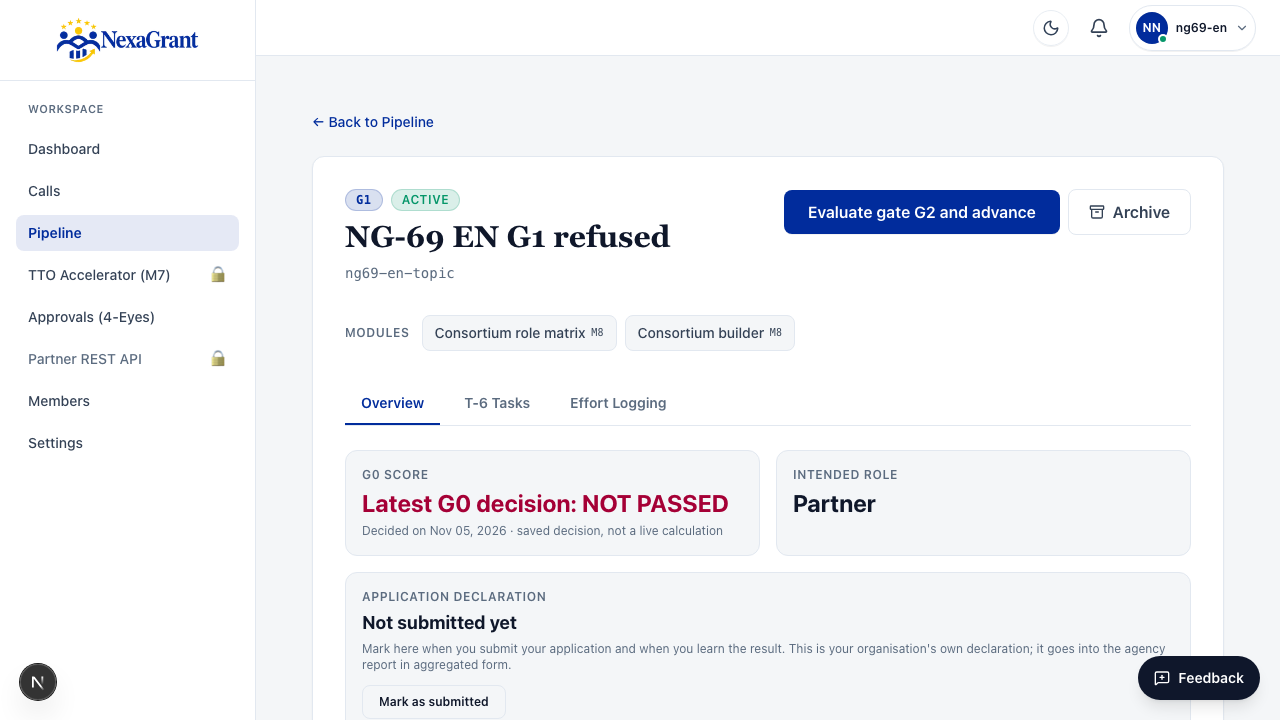 NexaGrant
NN
ng69-en
WORKSPACE
Dashboard
Calls
Pipeline
TTO Accelerator (M7)
Approvals (4-Eyes)
Partner REST API
Members
Settings
N
← Back to Pipeline
G1
ACTIVE
Evaluate gate G2 and advance
Archive
NG-69 EN G1 refused
ng69-en-topic
MODULES
Consortium role matrix M8
Consortium builder M8
Overview
T-6 Tasks
Effort Logging
G0 SCORE
Latest G0 decision: NOT PASSED
Decided on Nov 05, 2026 · saved decision, not a live calculation
INTENDED ROLE
Partner
APPLICATION DECLARATION
Not submitted yet
Mark here when you submit your application and when you learn the result. This is your organisation's own declaration; it goes into the agency
report in aggregated form.
Mark as submitted
Feedback